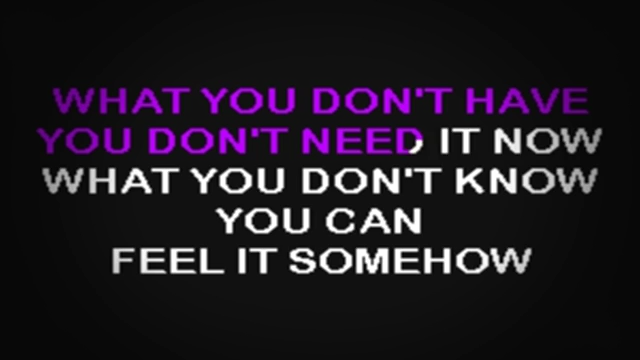 WHAT YOU DON'T HAVE
YOU DON'T NEED IT NOW
WHAT YOU DON'T KNOW
YOU CAN
FEEL IT SOMEHOW